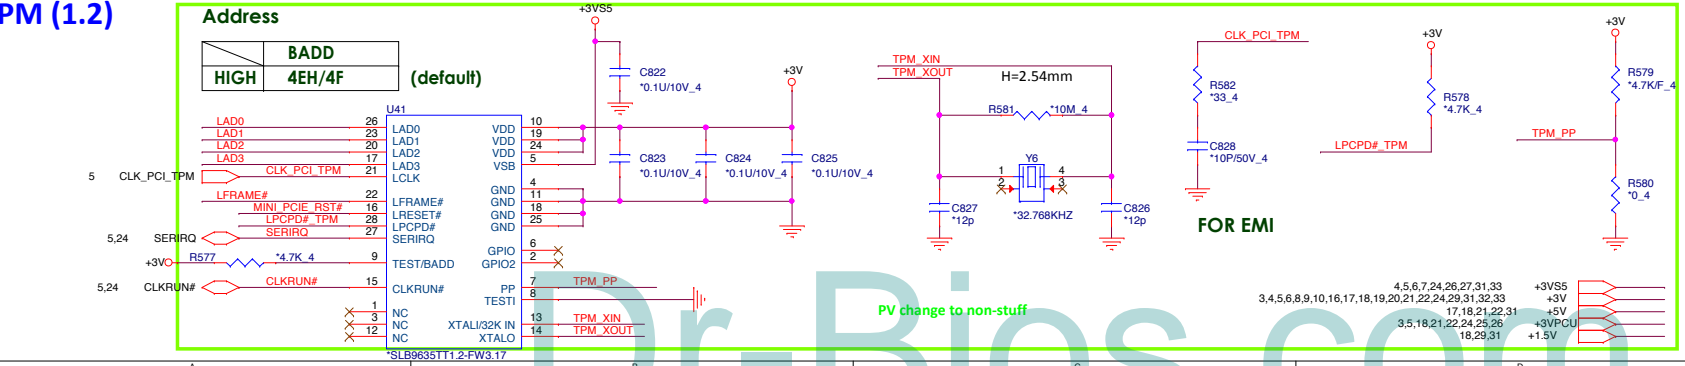 PM (1.2)
Address
BADD
HIGH 4EH/4F (default)
+3VS5
C822
*0.1U/10V_4
+3V
U41
LAD0 26 LAD0 VDD 10
LAD1 23 LAD1 VDD 19
LAD2 20 LAD2 VDD 24
LAD3 17 LAD3 VSB 5
5 CLK_PCI_TPM CLK_PCI_TPM 21 LCLK
GND 4
LFRAME# 22 LFRAME# GND 11
MINI_PCIE_RST# 16 LRESET# GND 18
LPCPD#_TPM 28 LPCPD# GND 25
5,24 SERIRQ SERIRQ 27 SERIRQ
GPIO 6
+3V R577 *4.7K_4 9 TEST/BADD GPIO2 2
5,24 CLKRUN# CLKRUN# 15 CLKRUN#
PP 7 TPM_PP
TESTI 8
1 NC
3 NC XTALI/32K IN 13 TPM_XIN
12 NC XTALO 14 TPM_XOUT
*SLB9635TT1.2-FW3.17
C823
*0.1U/10V_4
C824
*0.1U/10V_4
C825
*0.1U/10V_4
TPM_XIN
TPM_XOUT
H=2.54mm
R581 *10M_4
Y6
1 4
2 3
*32.768KHZ
C827
*12p
C826
*12p
CLK_PCI_TPM
R582
*33_4
C828
*10P/50V_4
FOR EMI
+3V
R578
*4.7K_4
LPCPD#_TPM
+3V
R579
*4.7K/F_4
TPM_PP
R580
*0_4
PV change to non-stuff
4,5,6,7,24,26,27,31,33 +3VS5
3,4,5,6,8,9,10,16,17,18,19,20,21,22,24,29,31,32,33 +3V
17,18,21,22,31 +5V
3,5,18,21,22,24,25,26 +3VPCU
18,29,31 +1.5V
Dr-Bios.com